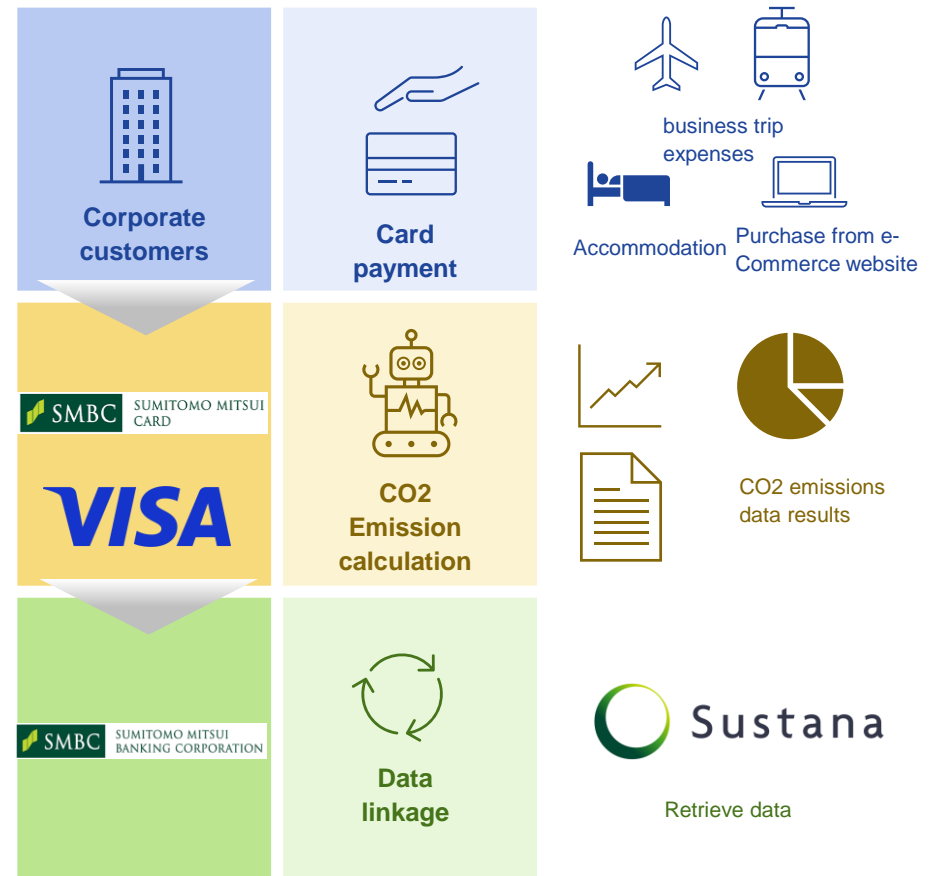 Corporate
customers
Card
payment
business trip
expenses
Accommodation
Purchase from e-
Commerce website
SMBC
SUMITOMO MITSUI
CARD
VISA
CO2
Emission
calculation
CO2 emissions
data results
SMBC
SUMITOMO MITSUI
BANKING CORPORATION
Data
linkage
Sustana
Retrieve data